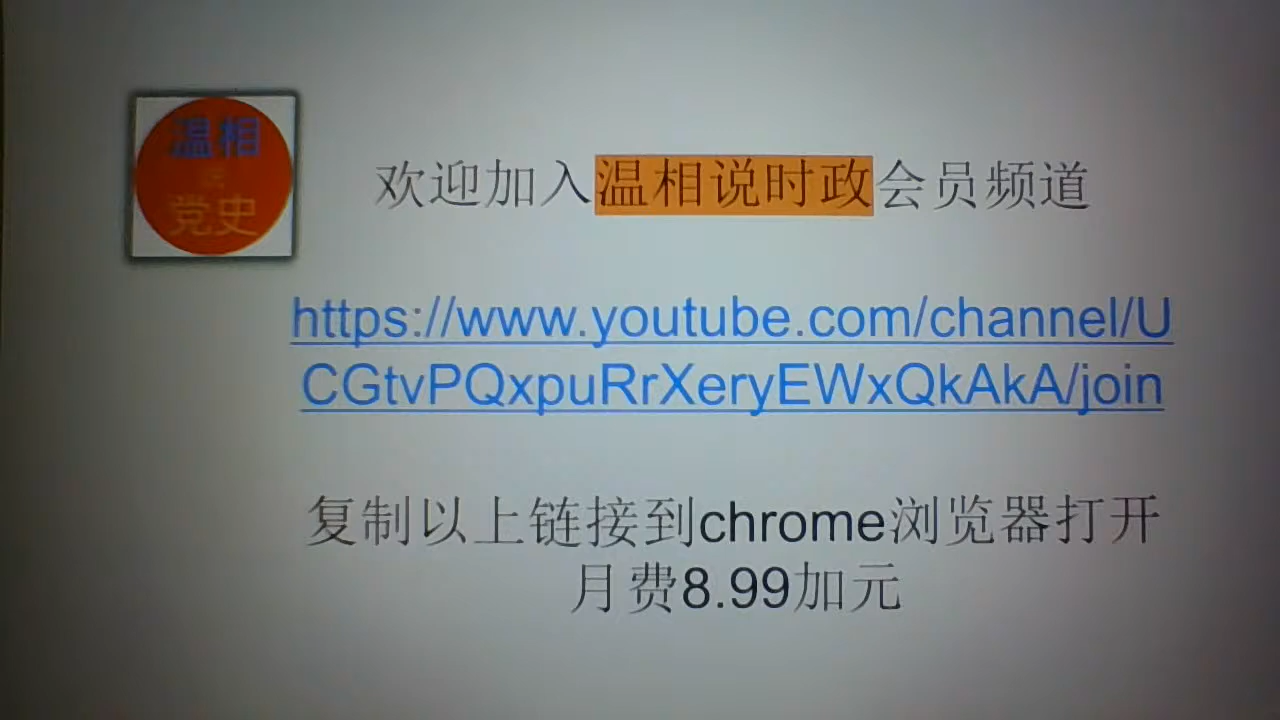 温相
党史
欢迎加入温相说时政会员频道
https://www.youtube.com/channel/U
CGtvPQxpuRrXeryEWxQkAkA/join
复制以上链接到chrome浏览器打开
月费8.99加元